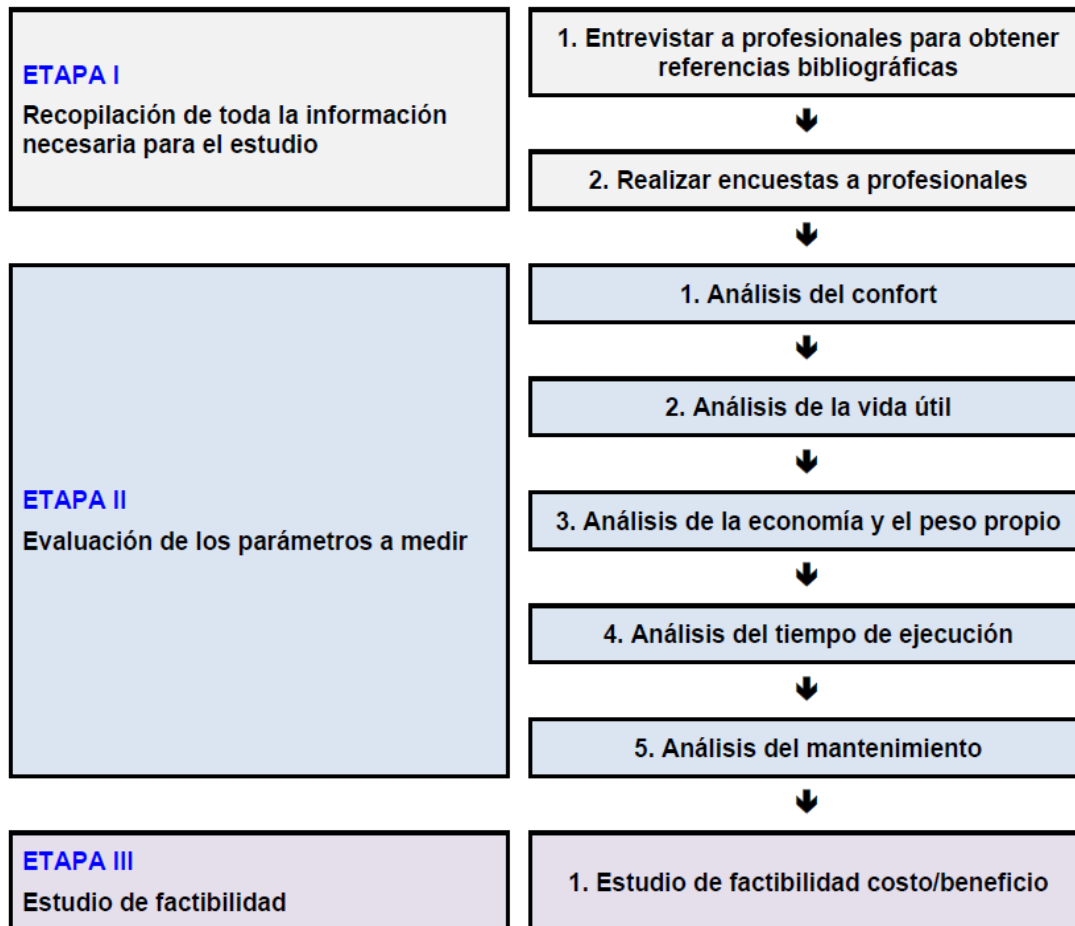 ETAPA I
Recopilación de toda la información
necesaria para el estudio
1. Entrevistar a profesionales para obtener
referencias bibliográficas
2. Realizar encuestas a profesionales
ETAPA II
Evaluación de los parámetros a medir
1. Análisis del confort
2. Análisis de la vida útil
3. Análisis de la economía y el peso propio
4. Análisis del tiempo de ejecución
5. Análisis del mantenimiento
ETAPA III
Estudio de factibilidad
1. Estudio de factibilidad costo/beneficio